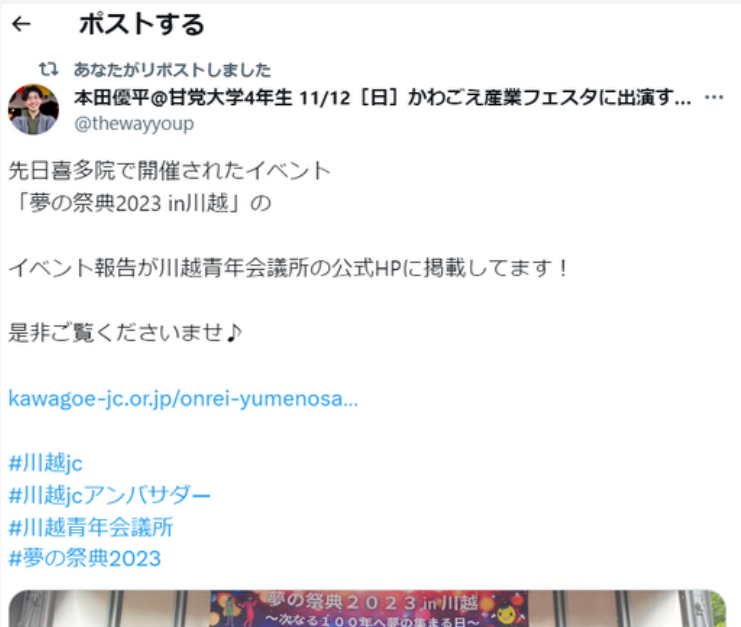 ← ポストする
あなたがリポストしました
本田優平@甘党大学4年生 11/12［日］かわごえ産業フェスタに出演す... …
@thewayyoup
先日喜多院で開催されたイベント
「夢の祭典2023 in川越」の
イベント報告が川越青年会議所の公式HPに掲載してます！
是非ご覧くださいませ♪
kawagoe-jc.or.jp/onrei-yumenosa…
#川越jc
#川越jcアンバサダー
#川越青年会議所
#夢の祭典2023
夢の祭典２０２３in川越
〜次なる１００年へ夢の集まる日〜